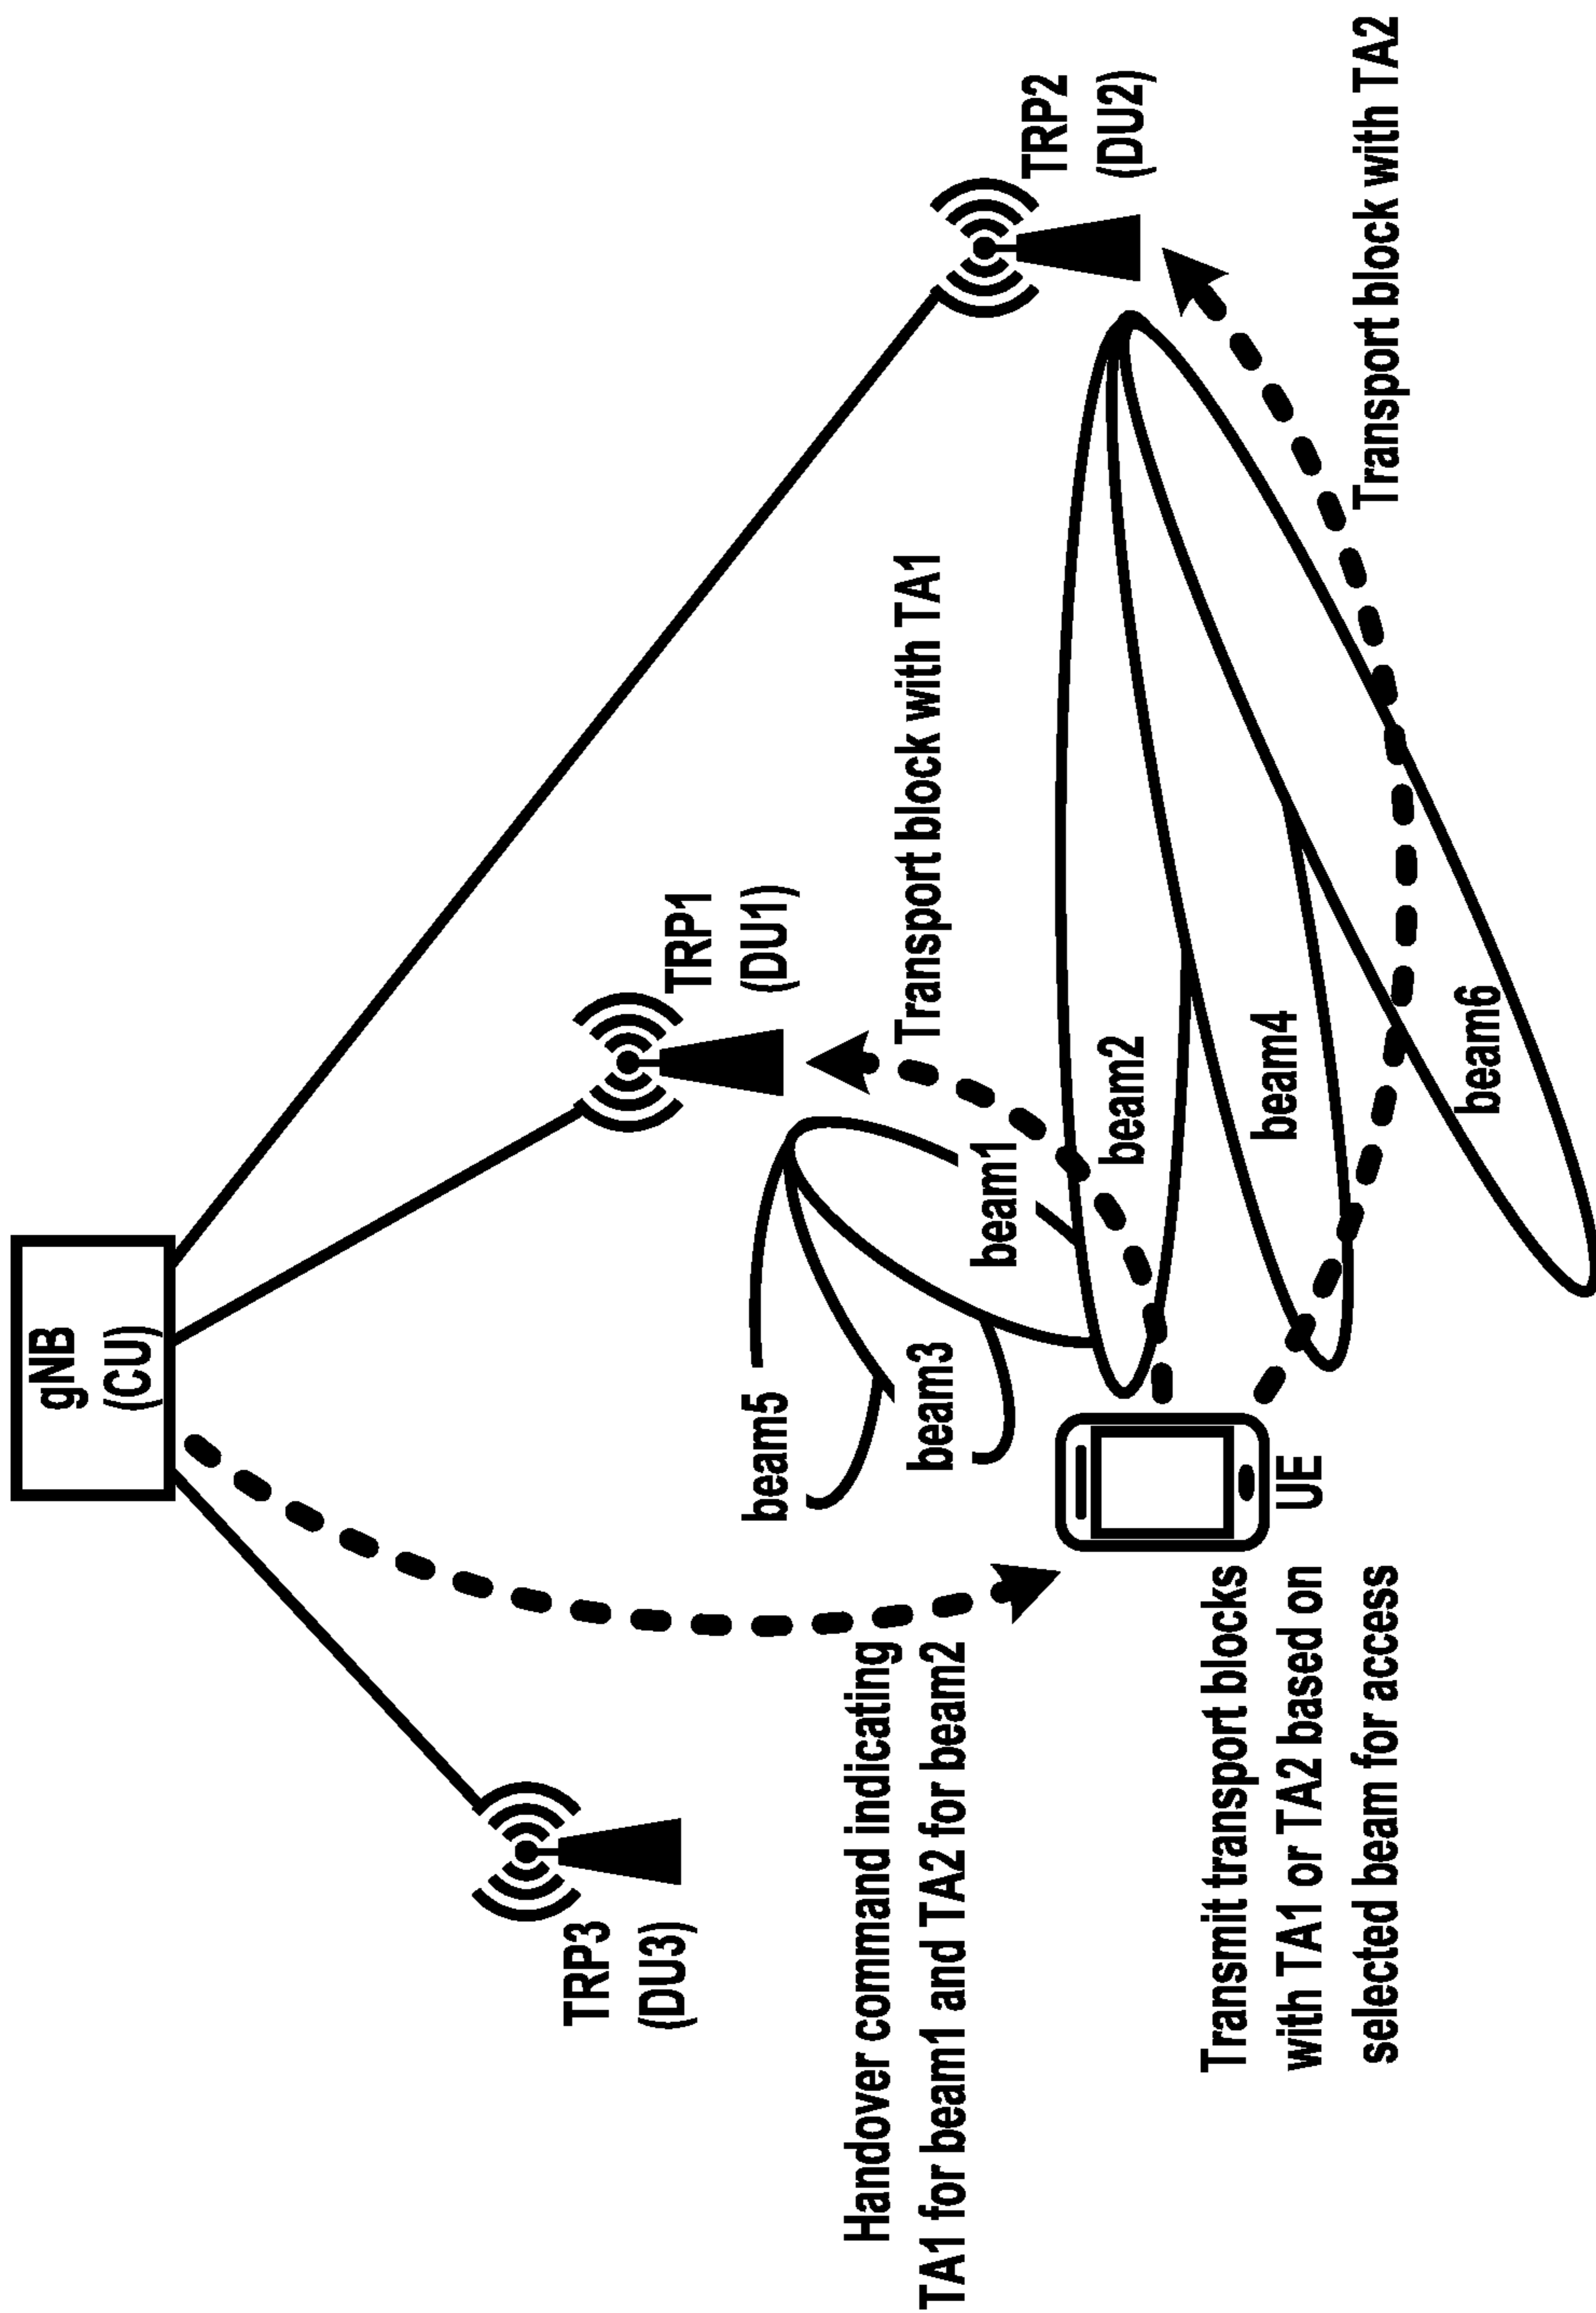 gNB
(CU)
TRP3
(DU3)
TRP1
(DU1)
TRP2
(DU2)
Handover command indicating
TA1 for beam1 and TA2 for beam2
beam5
beam3
beam1
Transport block with TA1
beam2
beam4
beam6
UE
Transmit transport blocks
with TA1 or TA2 based on
selected beam for access
Transport block with TA2